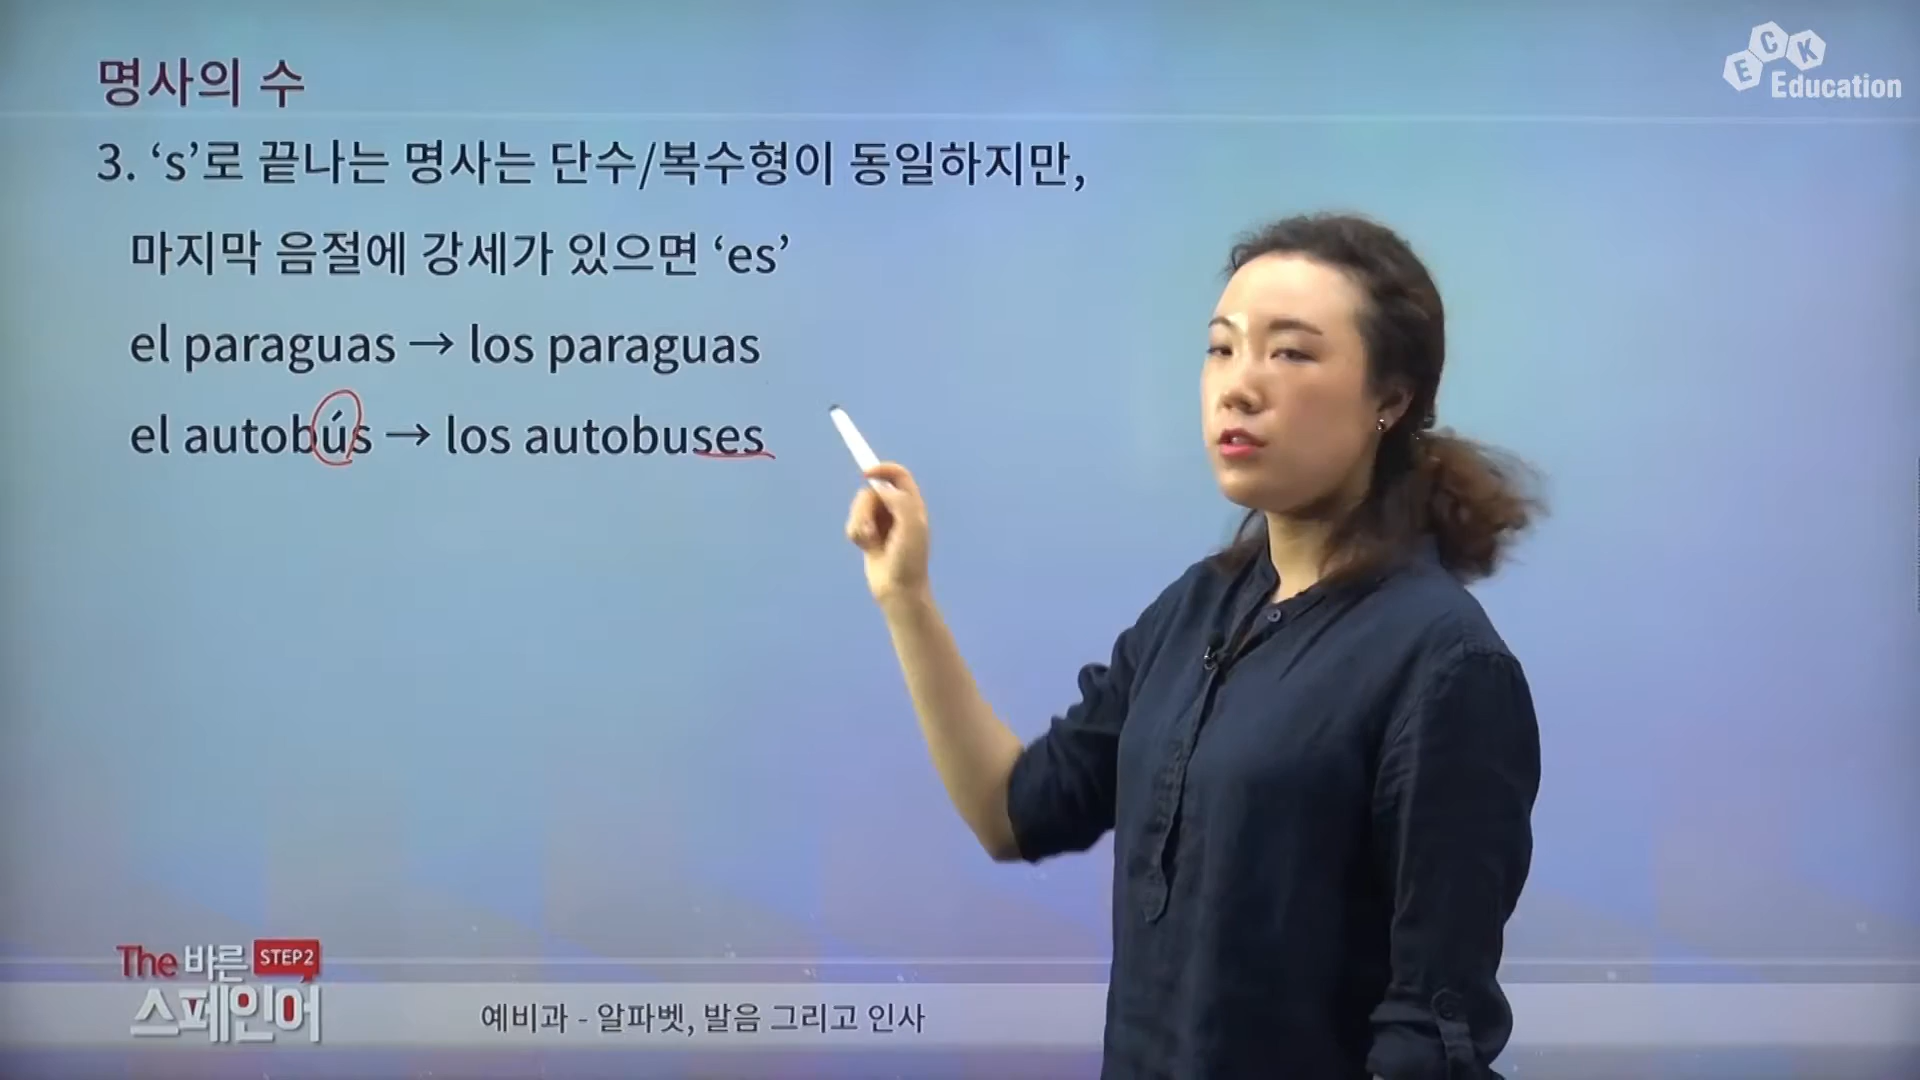 ECK
Education
명사의 수
3. ‘s’로 끝나는 명사는 단수/복수형이 동일하지만,
마지막 음절에 강세가 있으면 ‘es’
el paraguas → los paraguas
el autobús → los autobuses
The 바른 STEP2
스페인어
예비과 - 알파벳, 발음 그리고 인사